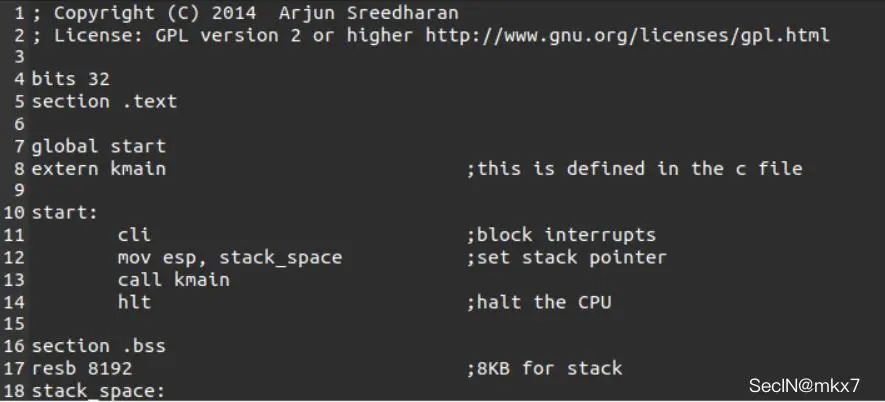 1 ; Copyright (C) 2014  Arjun Sreedharan
2 ; License: GPL version 2 or higher http://www.gnu.org/licenses/gpl.html
3
4 bits 32
5 section .text
6
7 global start
8 extern kmain                           ;this is defined in the c file
9
10 start:
11         cli                             ;block interrupts
12         mov esp, stack_space            ;set stack pointer
13         call kmain
14         hlt                             ;halt the CPU
15
16 section .bss
17 resb 8192                               ;8KB for stack
18 stack_space:
SecIN@mkx7